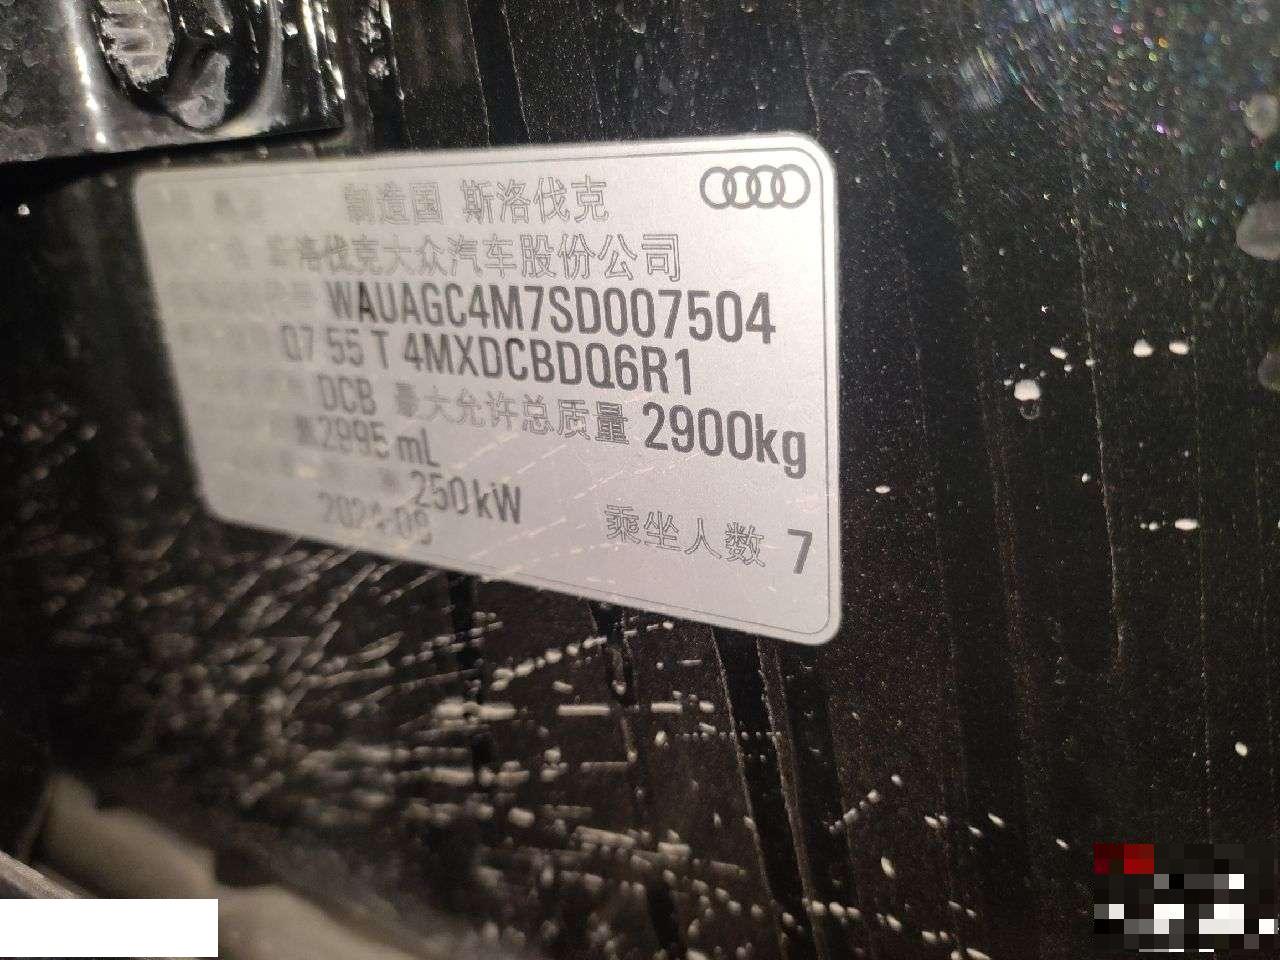 制造国 斯洛伐克
斯洛伐克大众汽车股份公司
WAUAGC4M7SD007504
Q7 55 T 4MXDCBDQ6R1
DCB 最大允许总质量 2900kg
2995 mL
250 kW
2024.09 乘坐人数 7